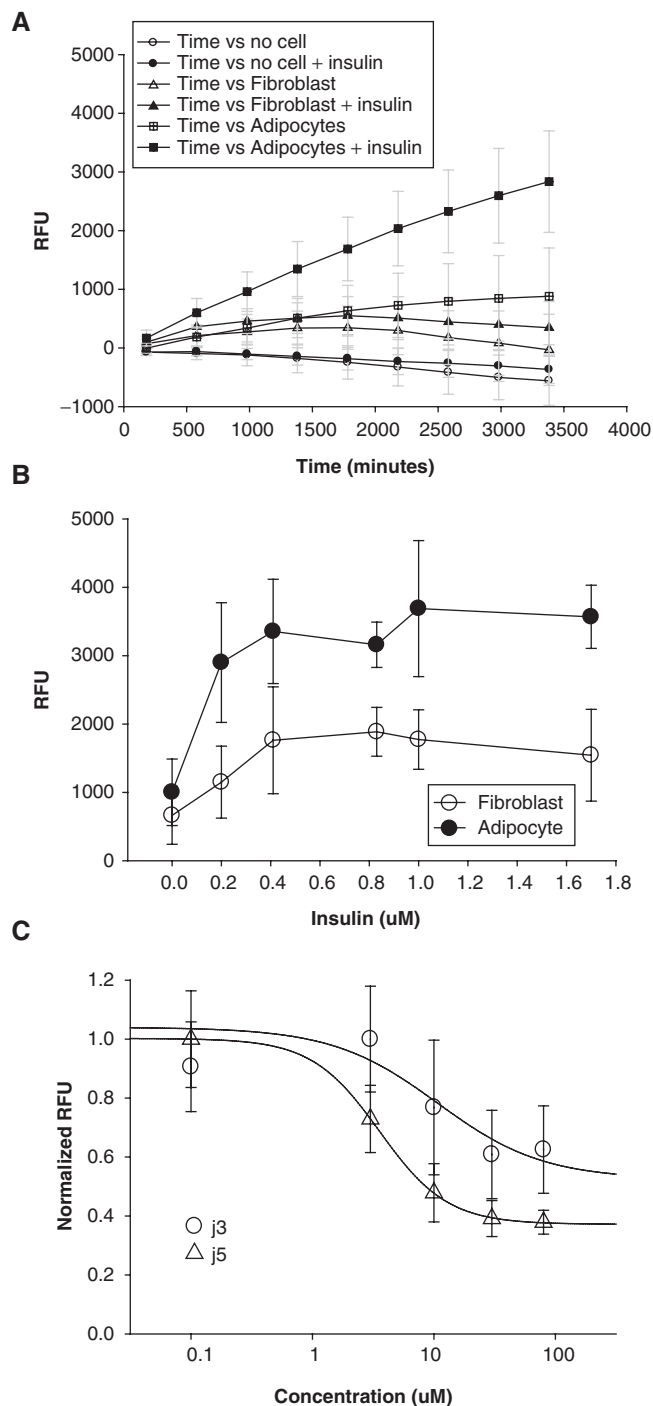 A
5000
4000
3000
2000
1000
0
−1000
RFU
Time vs no cell
Time vs no cell + insulin
Time vs Fibroblast
Time vs Fibroblast + insulin
Time vs Adipocytes
Time vs Adipocytes + insulin
0 500 1000 1500 2000 2500 3000 3500 4000
Time (minutes)
B
5000
4000
3000
2000
1000
0
RFU
Fibroblast
Adipocyte
0.0 0.2 0.4 0.6 0.8 1.0 1.2 1.4 1.6 1.8
Insulin (uM)
C
1.2
1.0
0.8
0.6
0.4
0.2
0.0
Normalized RFU
j3
j5
0.1 1 10 100
Concentration (uM)